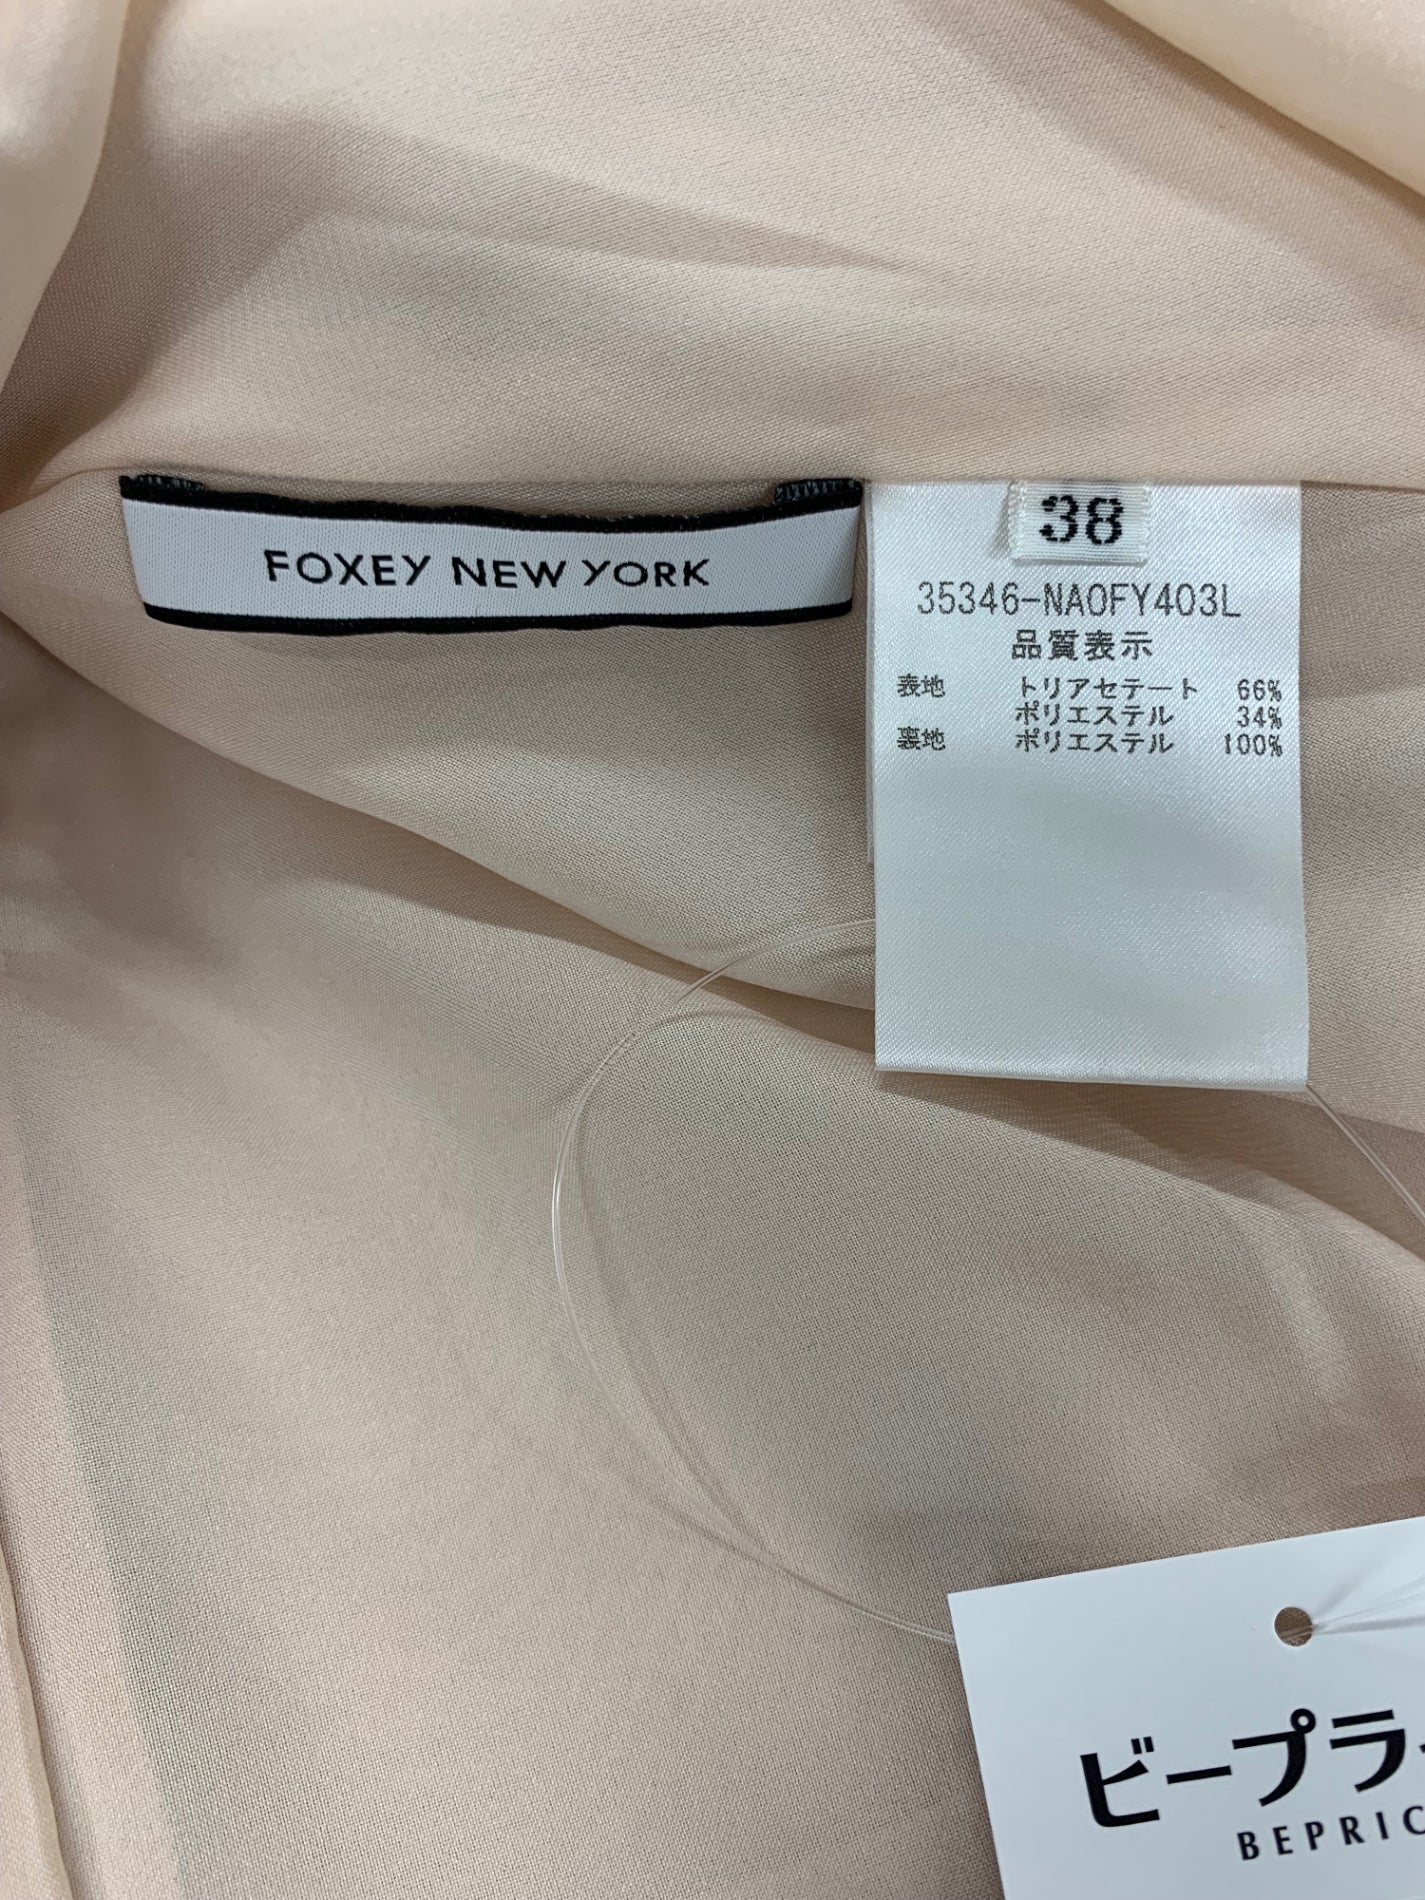 FOXEY NEW YORK
38
35346-NAOFY403L
品質表示
表地 トリアセテート 66%
ポリエステル 34%
裏地 ポリエステル 100%
ビープラ
BEPRIC